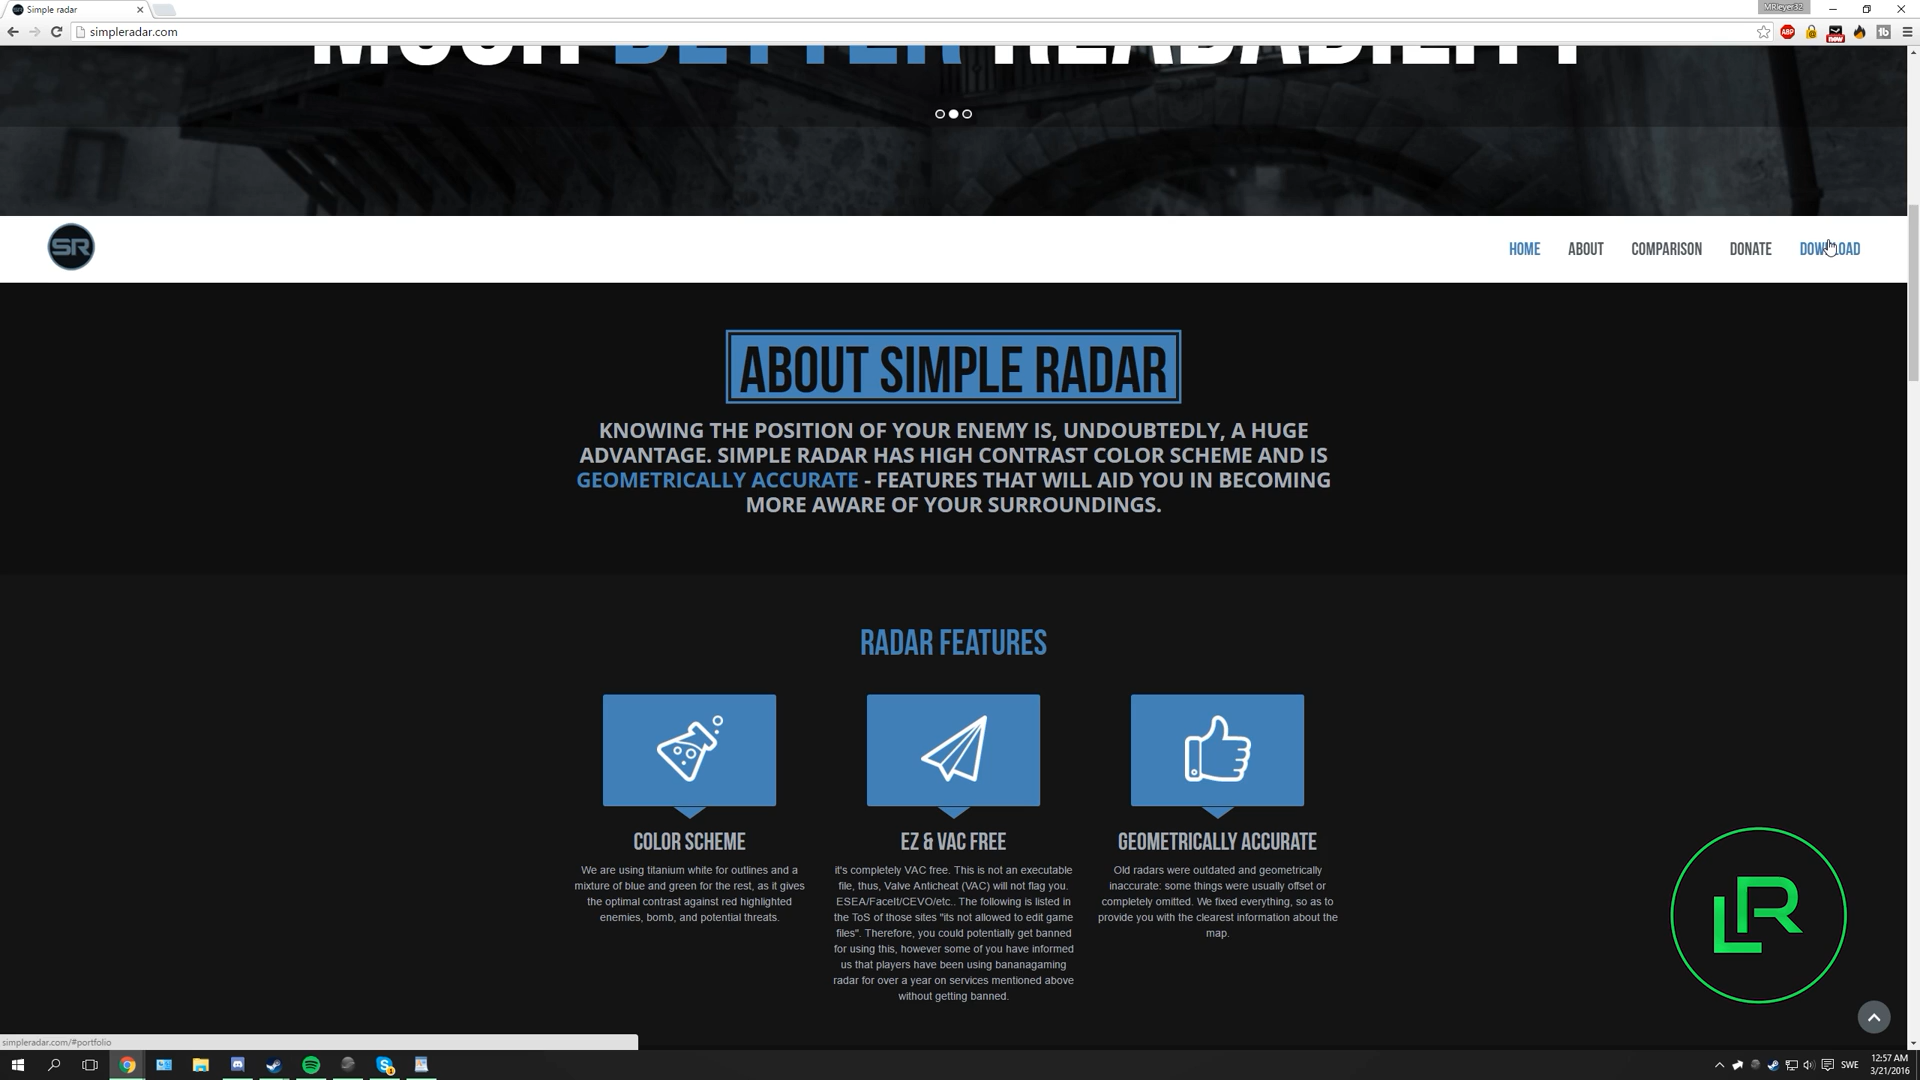 Simple radar
MRleyer32
simpleradar.com
ABP
new
tb
MUCH BETTER READABILITY
SR
HOME ABOUT COMPARISON DONATE DOWNLOAD
ABOUT SIMPLE RADAR
KNOWING THE POSITION OF YOUR ENEMY IS, UNDOUBTEDLY, A HUGE
ADVANTAGE. SIMPLE RADAR HAS HIGH CONTRAST COLOR SCHEME AND IS
GEOMETRICALLY ACCURATE - FEATURES THAT WILL AID YOU IN BECOMING
MORE AWARE OF YOUR SURROUNDINGS.
RADAR FEATURES
COLOR SCHEME
We are using titanium white for outlines and a
mixture of blue and green for the rest, as it gives
the optimal contrast against red highlighted
enemies, bomb, and potential threats.
EZ & VAC FREE
it's completely VAC free. This is not an executable
file, thus, Valve Anticheat (VAC) will not flag you.
ESEA/FaceIt/CEVO/etc.. The following is listed in
the ToS of those sites "its not allowed to edit game
files". Therefore, you could potentially get banned
for using this, however some of you have informed
us that players have been using bananagaming
radar for over a year on services mentioned above
without getting banned.
GEOMETRICALLY ACCURATE
Old radars were outdated and geometrically
inaccurate: some things were usually offset or
completely omitted. We fixed everything, so as to
provide you with the clearest information about the
map.
LR
simpleradar.com/#portfolio
SWE
12:57 AM
3/21/2016